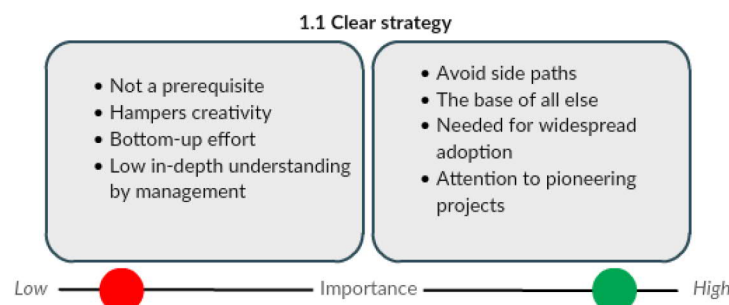 1.1 Clear strategy
• Not a prerequisite
• Hampers creativity
• Bottom-up effort
• Low in-depth understanding
by management
• Avoid side paths
• The base of all else
• Needed for widespread
adoption
• Attention to pioneering
projects
Low Importance High